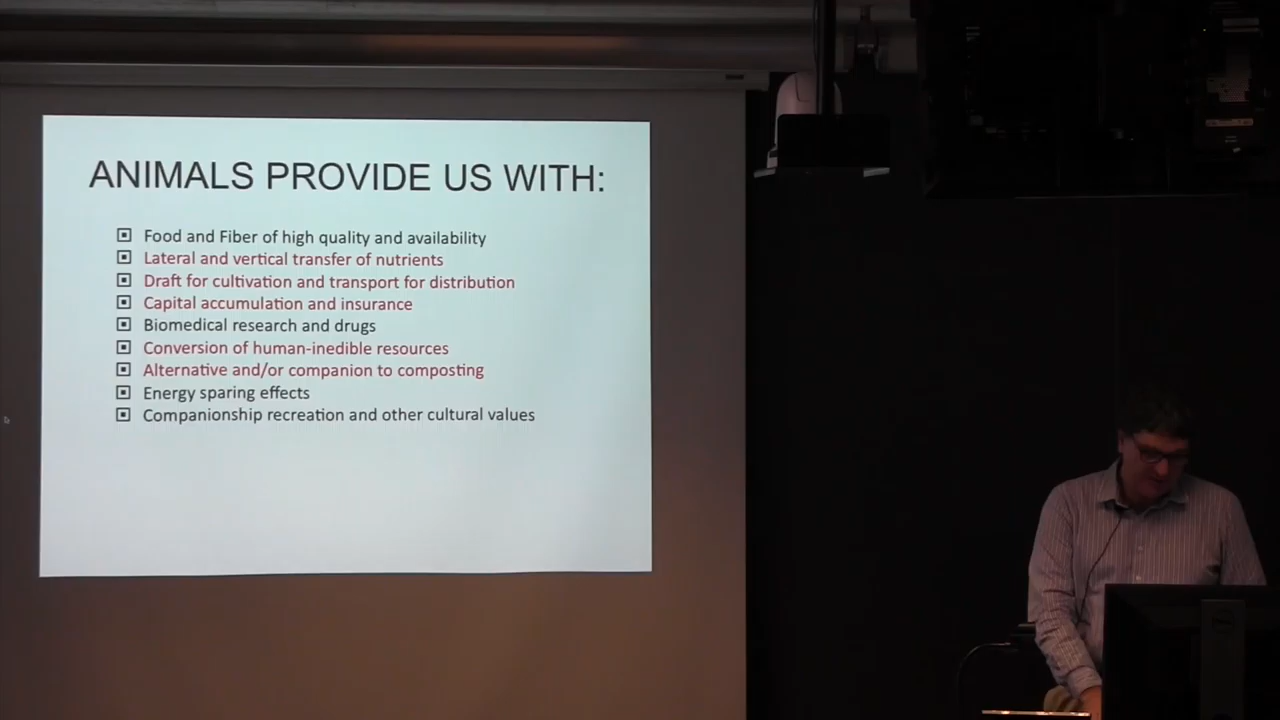 ANIMALS PROVIDE US WITH:
Food and Fiber of high quality and availability
Lateral and vertical transfer of nutrients
Draft for cultivation and transport for distribution
Capital accumulation and insurance
Biomedical research and drugs
Conversion of human-inedible resources
Alternative and/or companion to composting
Energy sparing effects
Companionship recreation and other cultural values